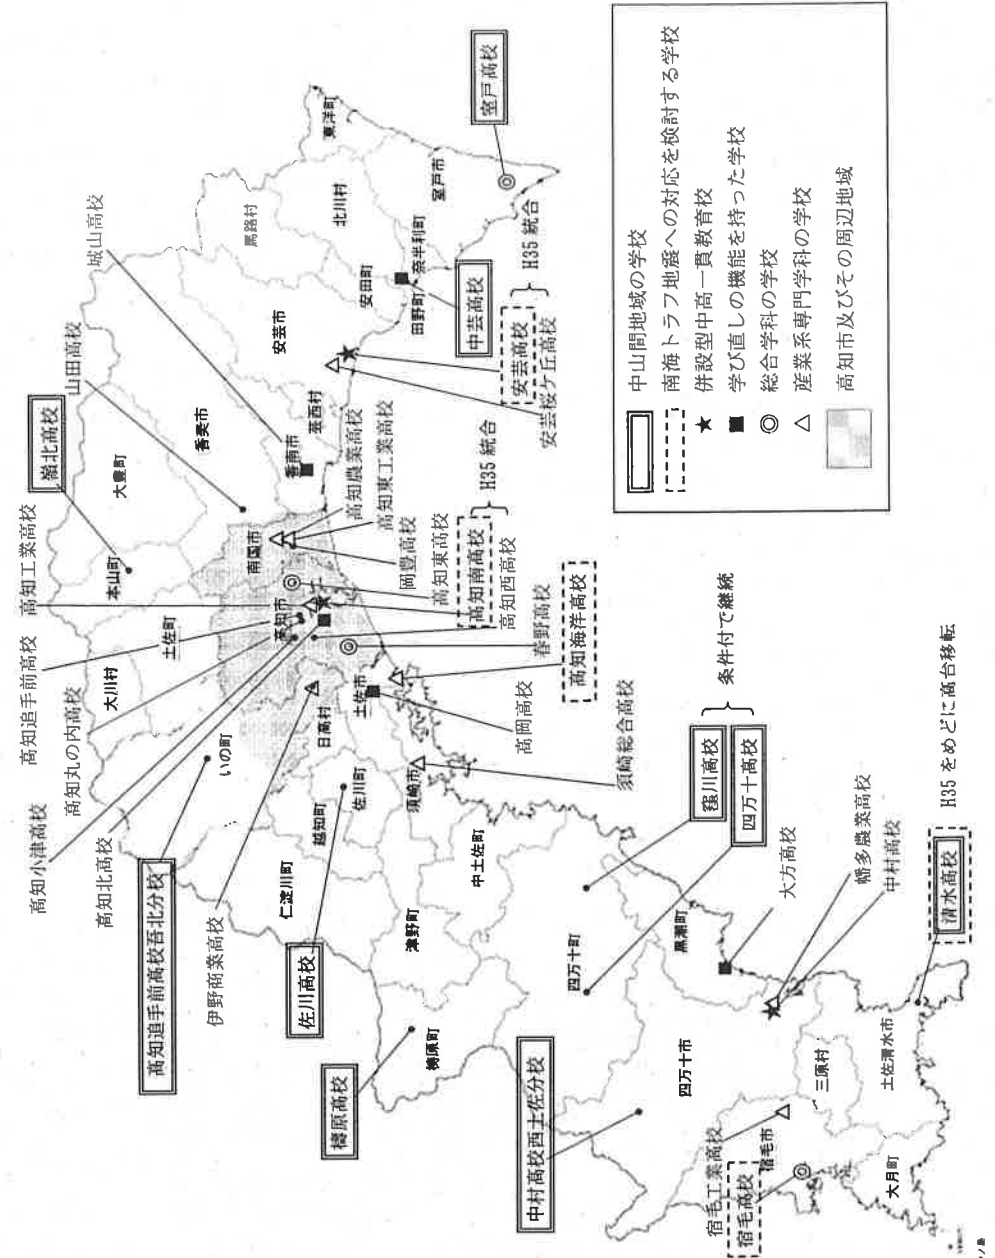 高知小津高校
高知北高校
高知追手前高校
高知丸の内高校
高知工業高校
嶺北高校
山田高校
城山高校
高知追手前高校吾北分校
伊野商業高校
佐川高校
梼原高校
中村高校西土佐分校
大川村
土佐町
本山町
大豊町
香美市
馬路村
東洋町
北川村
室戸市
室戸高校
安芸市
安田町
田野町
奈半利町
中芸高校
芸西村
香南市
南国市
高知市
いの町
日高村
土佐市
佐川町
越知町
仁淀川町
須崎市
津野町
中土佐町
梼原町
四万十町
黒潮町
四万十市
三原村
宿毛市
土佐清水市
大月町
高知農業高校
高知東工業高校
岡豊高校
高知東高校
高知南高校
高知西高校
H35 統合
春野高校
高知海洋高校
高岡高校
須崎総合高校
安芸高校
安芸桜ケ丘高校
H35 統合
窪川高校
四万十高校
条件付で継続
大方高校
幡多農業高校
中村高校
清水高校
H35 をめどに高台移転
宿毛工業高校
宿毛高校
中山間地域の学校
南海トラフ地震への対応を検討する学校
併設型中高一貫教育校
学び直しの機能を持った学校
総合学科の学校
産業系専門学科の学校
高知市及びその周辺地域